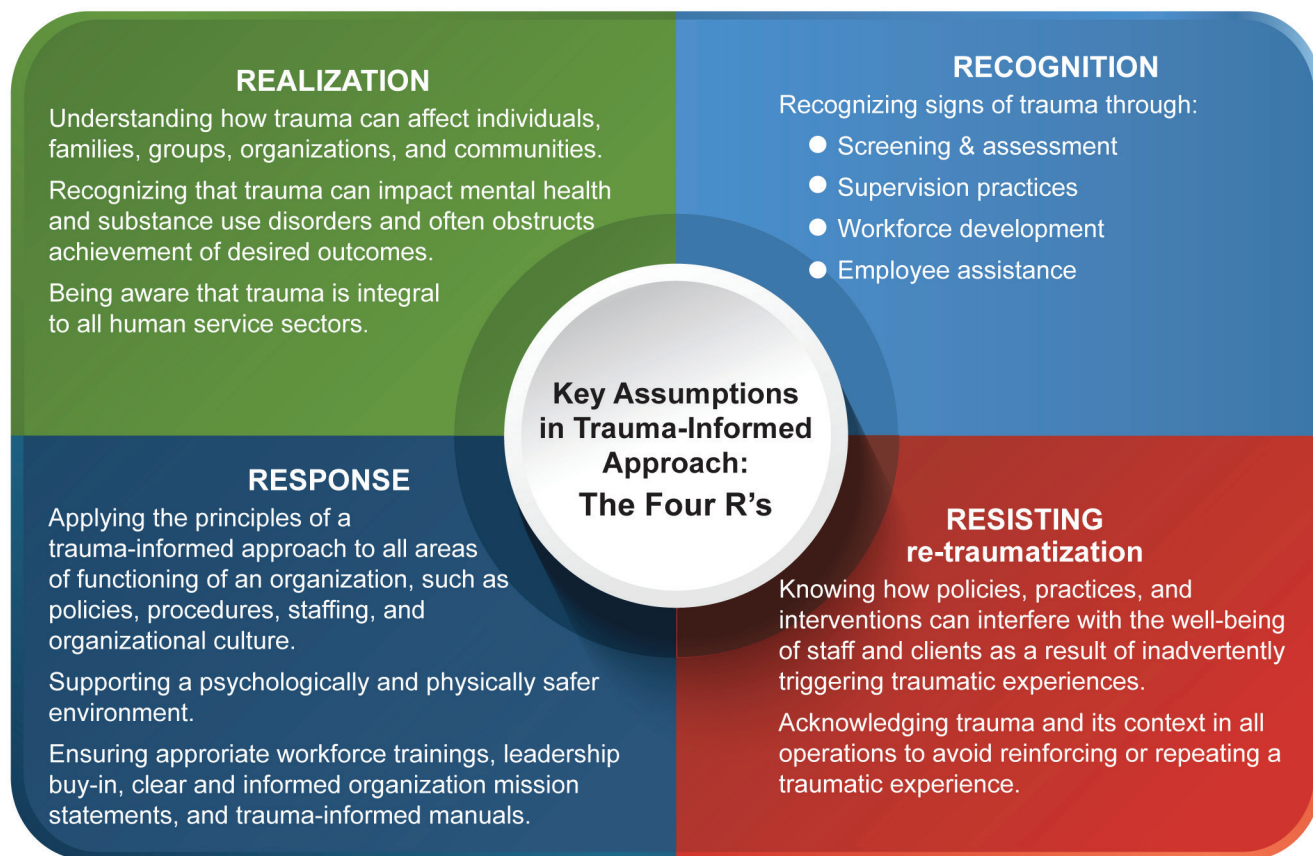 REALIZATION
Understanding how trauma can affect individuals,
families, groups, organizations, and communities.
Recognizing that trauma can impact mental health
and substance use disorders and often obstructs
achievement of desired outcomes.
Being aware that trauma is integral
to all human service sectors.
RECOGNITION
Recognizing signs of trauma through:
● Screening & assessment
● Supervision practices
● Workforce development
● Employee assistance
Key Assumptions
in Trauma-Informed
Approach:
The Four R’s
RESPONSE
Applying the principles of a
trauma-informed approach to all areas
of functioning of an organization, such as
policies, procedures, staffing, and
organizational culture.
Supporting a psychologically and physically safer
environment.
Ensuring approriate workforce trainings, leadership
buy-in, clear and informed organization mission
statements, and trauma-informed manuals.
RESISTING
re-traumatization
Knowing how policies, practices, and
interventions can interfere with the well-being
of staff and clients as a result of inadvertently
triggering traumatic experiences.
Acknowledging trauma and its context in all
operations to avoid reinforcing or repeating a
traumatic experience.